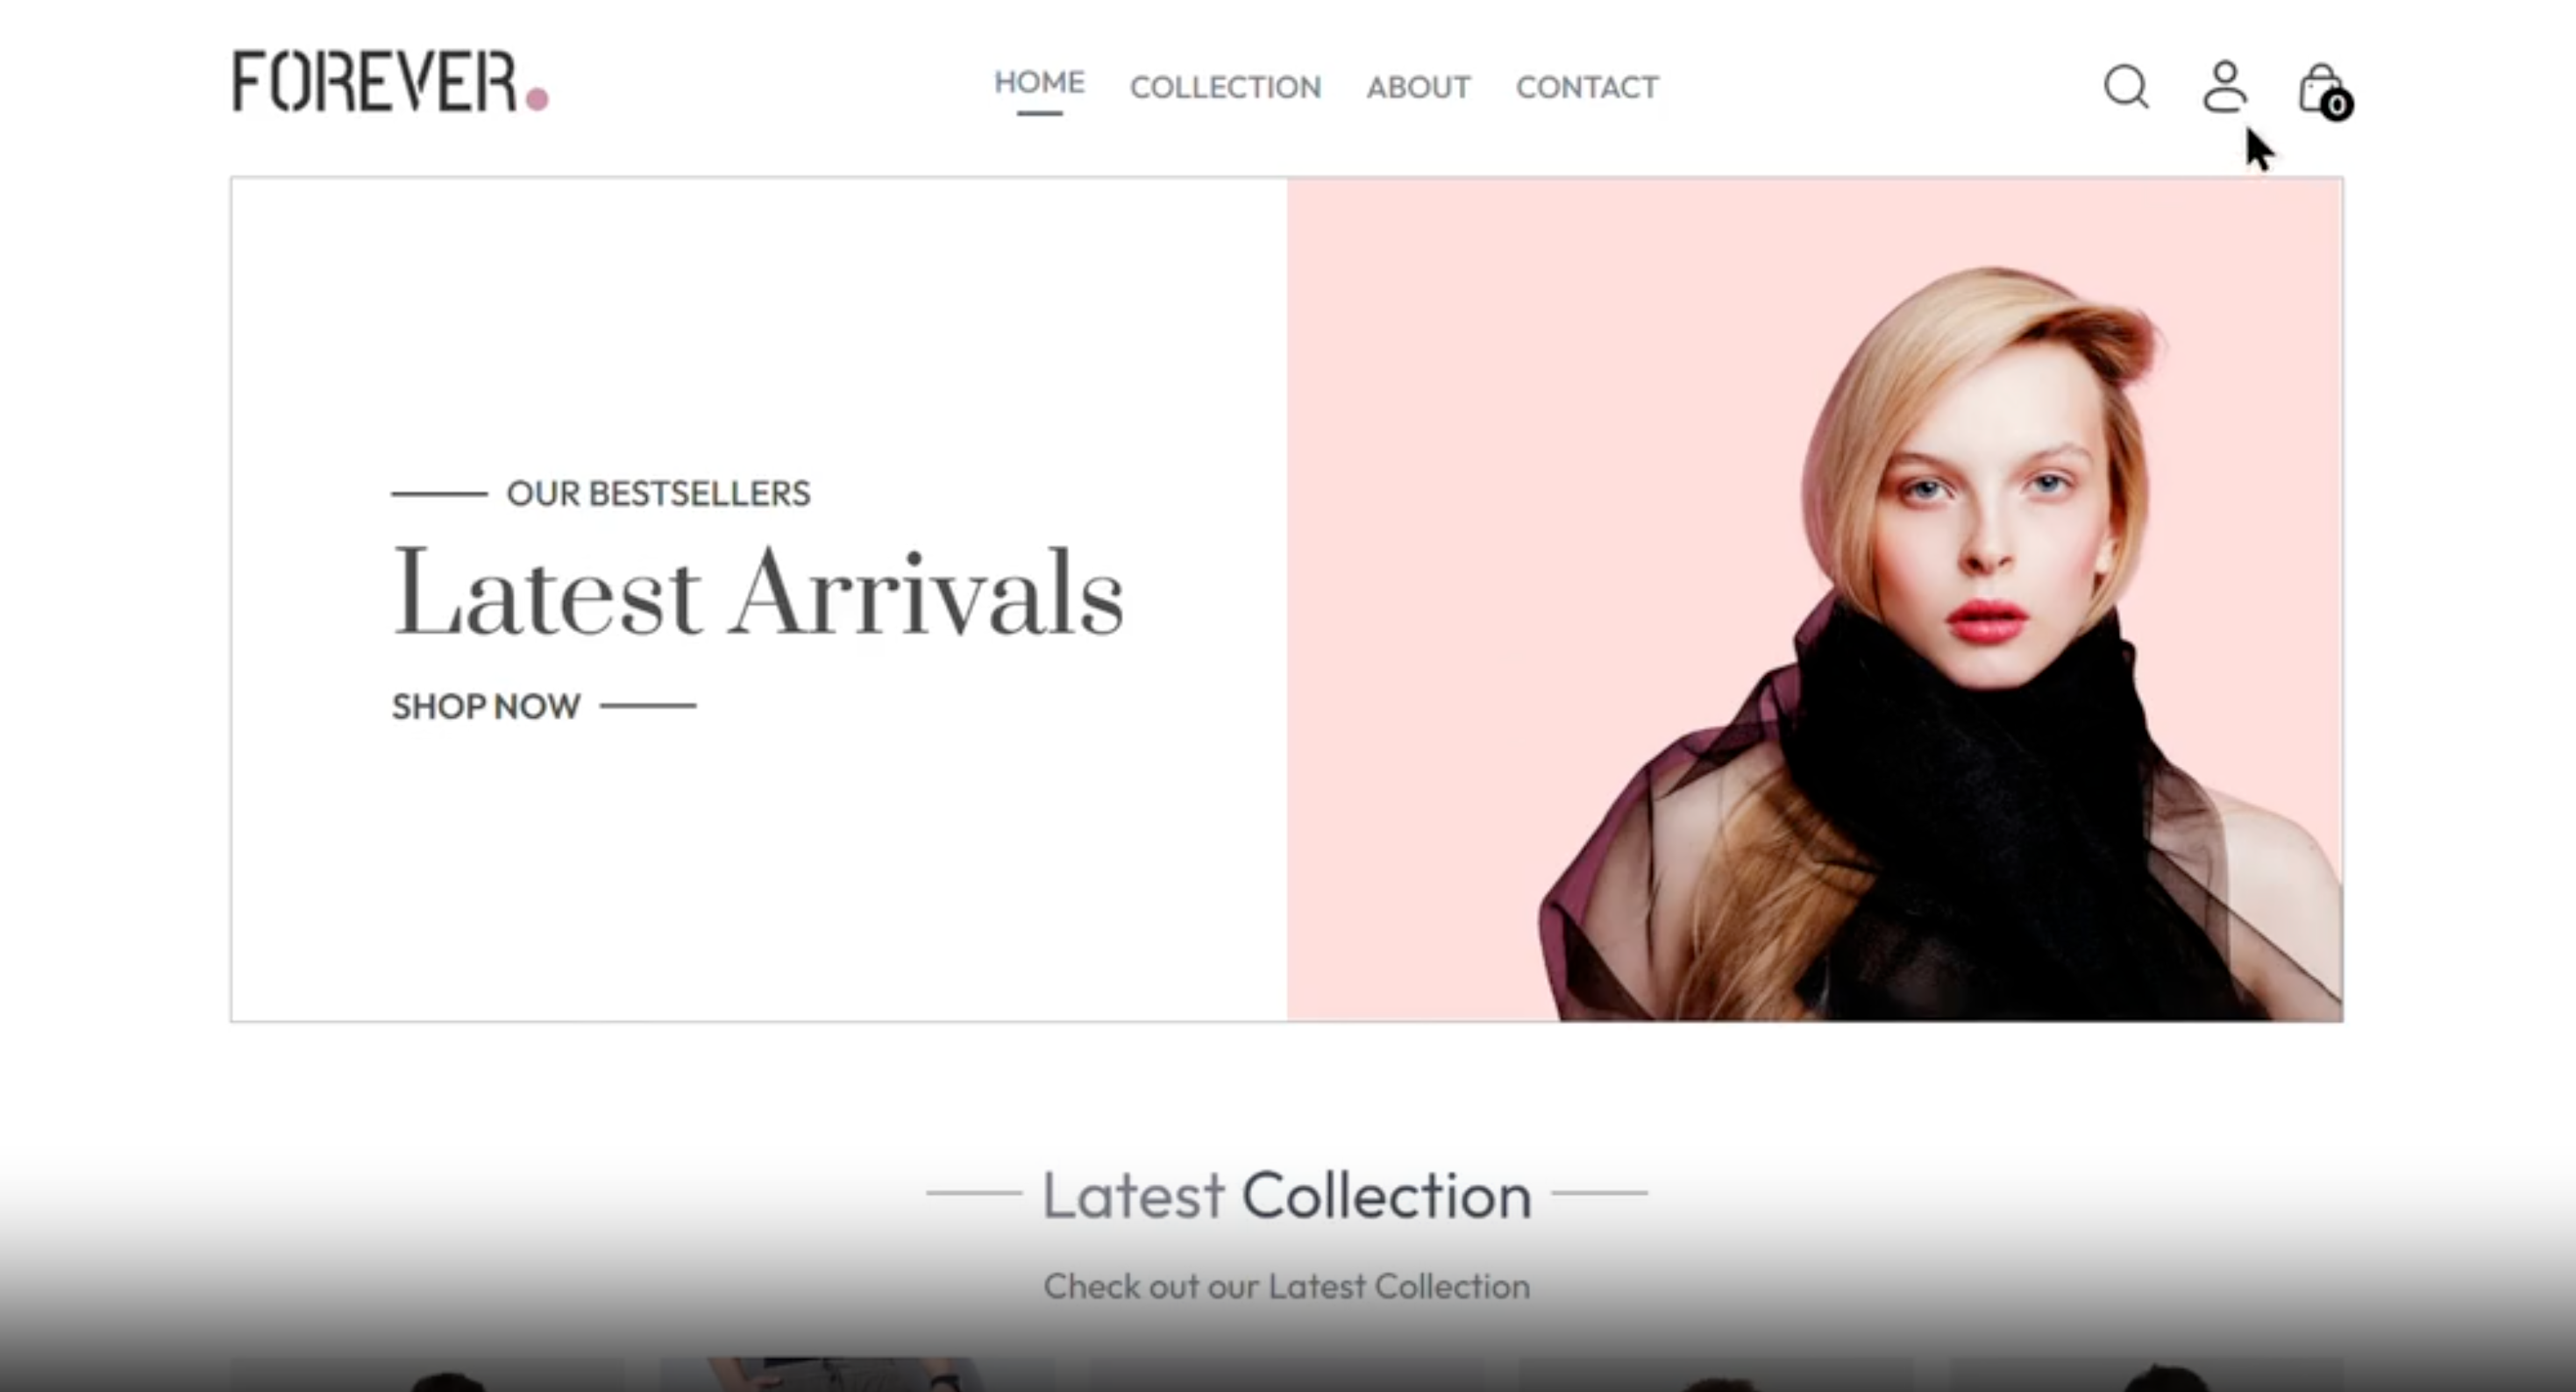 FOREVER.
HOME COLLECTION ABOUT CONTACT
0
OUR BESTSELLERS
Latest Arrivals
SHOP NOW
Latest Collection
Check out our Latest Collection